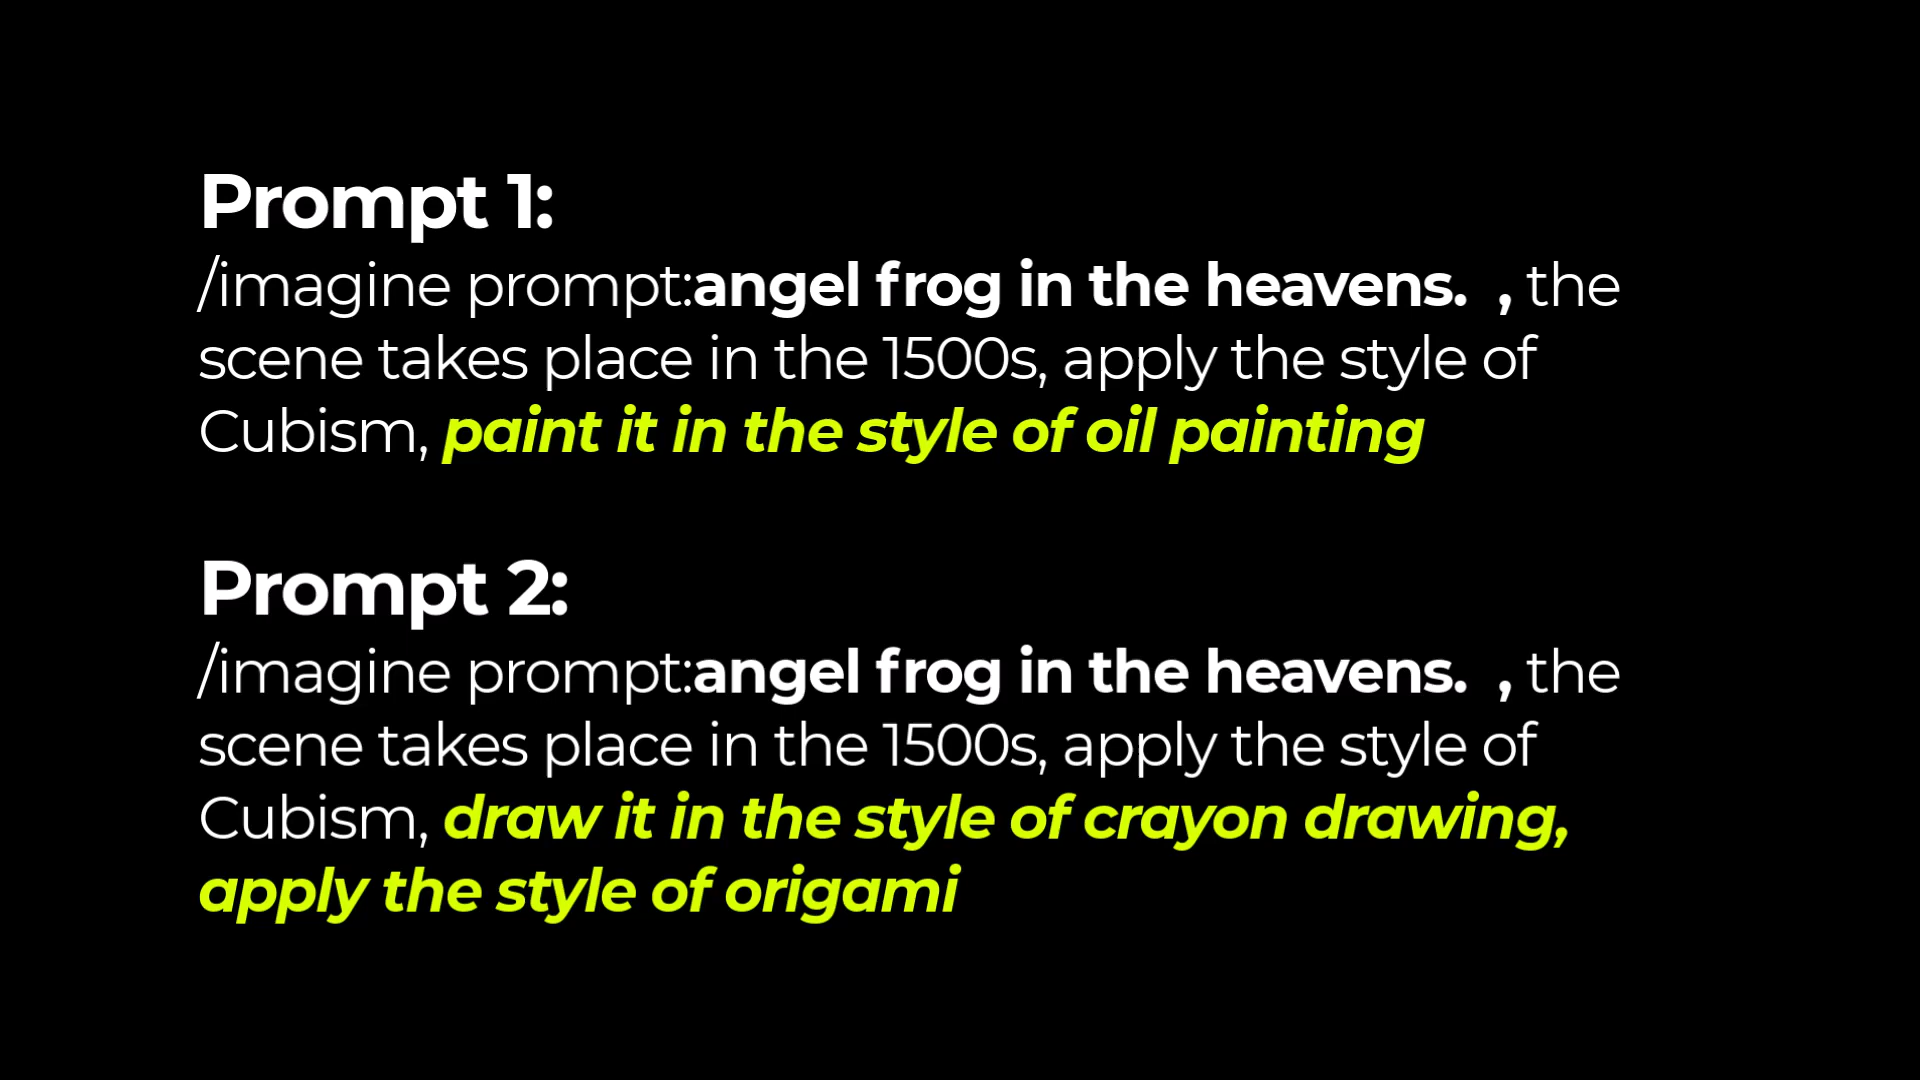 Prompt 1:
/imagine prompt:angel frog in the heavens.  , the
scene takes place in the 1500s, apply the style of
Cubism, paint it in the style of oil painting
Prompt 2:
/imagine prompt:angel frog in the heavens.  , the
scene takes place in the 1500s, apply the style of
Cubism, draw it in the style of crayon drawing,
apply the style of origami